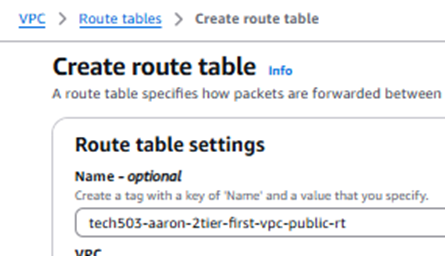 VPC > Route tables > Create route table
Create route table Info
A route table specifies how packets are forwarded between
Route table settings
Name - optional
Create a tag with a key of 'Name' and a value that you specify.
tech503-aaron-2tier-first-vpc-public-rt
VPC